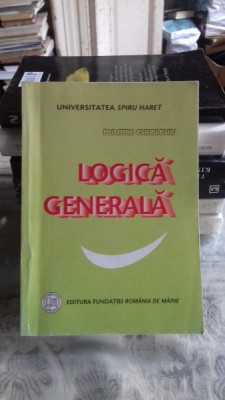 UNIVERSITATEA SPIRU HARET
DUMITRU GHEORGHIU
LOGICĂ
GENERALĂ
EDITURA FUNDAȚIEI ROMÂNIA DE MÂINE